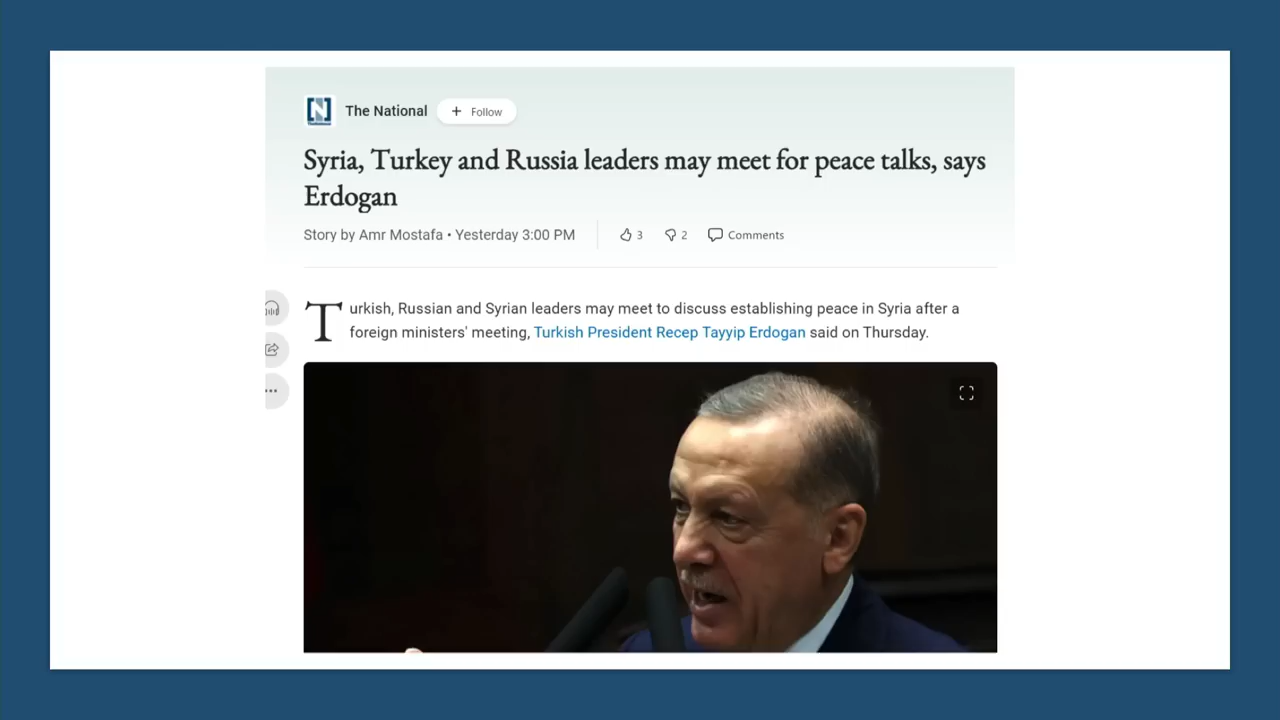 The National + Follow
Syria, Turkey and Russia leaders may meet for peace talks, says
Erdogan
Story by Amr Mostafa • Yesterday 3:00 PM 3 2 Comments
Turkish, Russian and Syrian leaders may meet to discuss establishing peace in Syria after a
foreign ministers' meeting, Turkish President Recep Tayyip Erdogan said on Thursday.